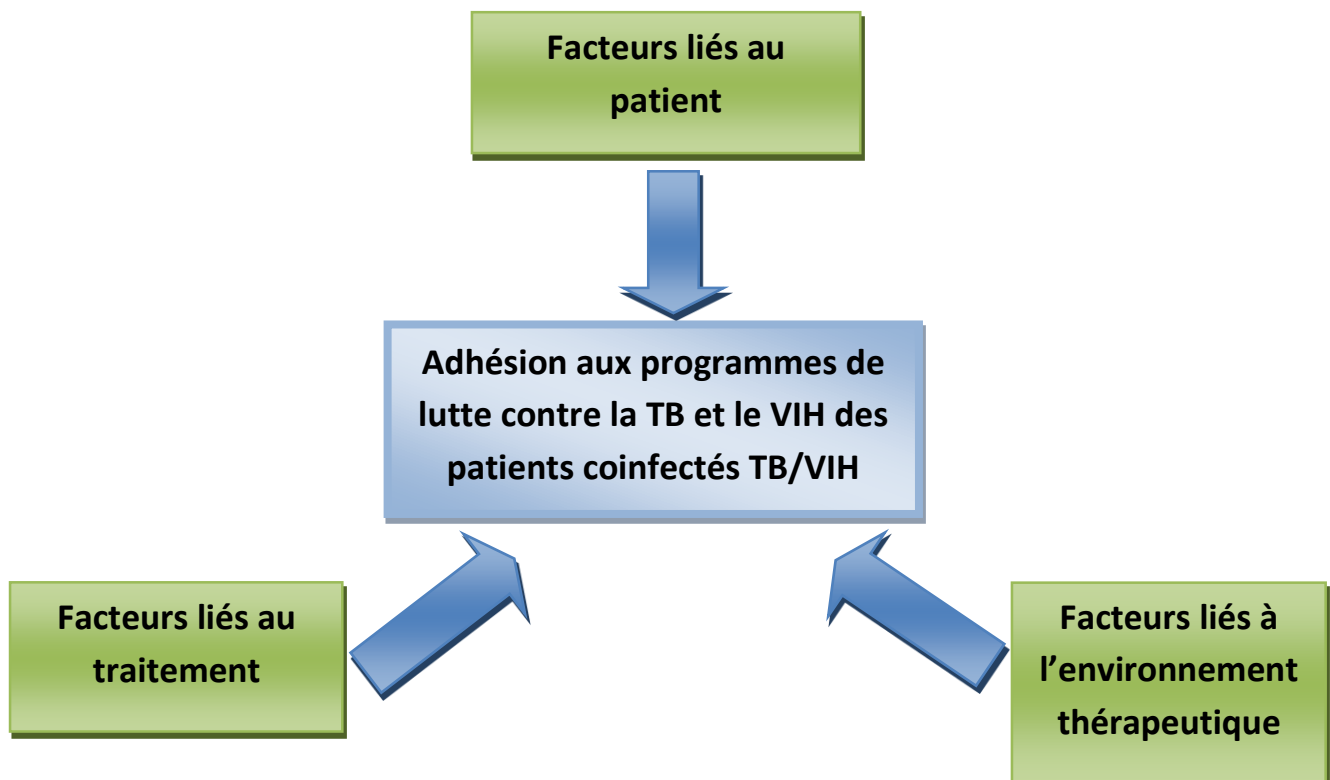 Facteurs liés au
patient
Adhésion aux programmes de
lutte contre la TB et le VIH des
patients coinfectés TB/VIH
Facteurs liés au
traitement
Facteurs liés à
l’environnement
thérapeutique